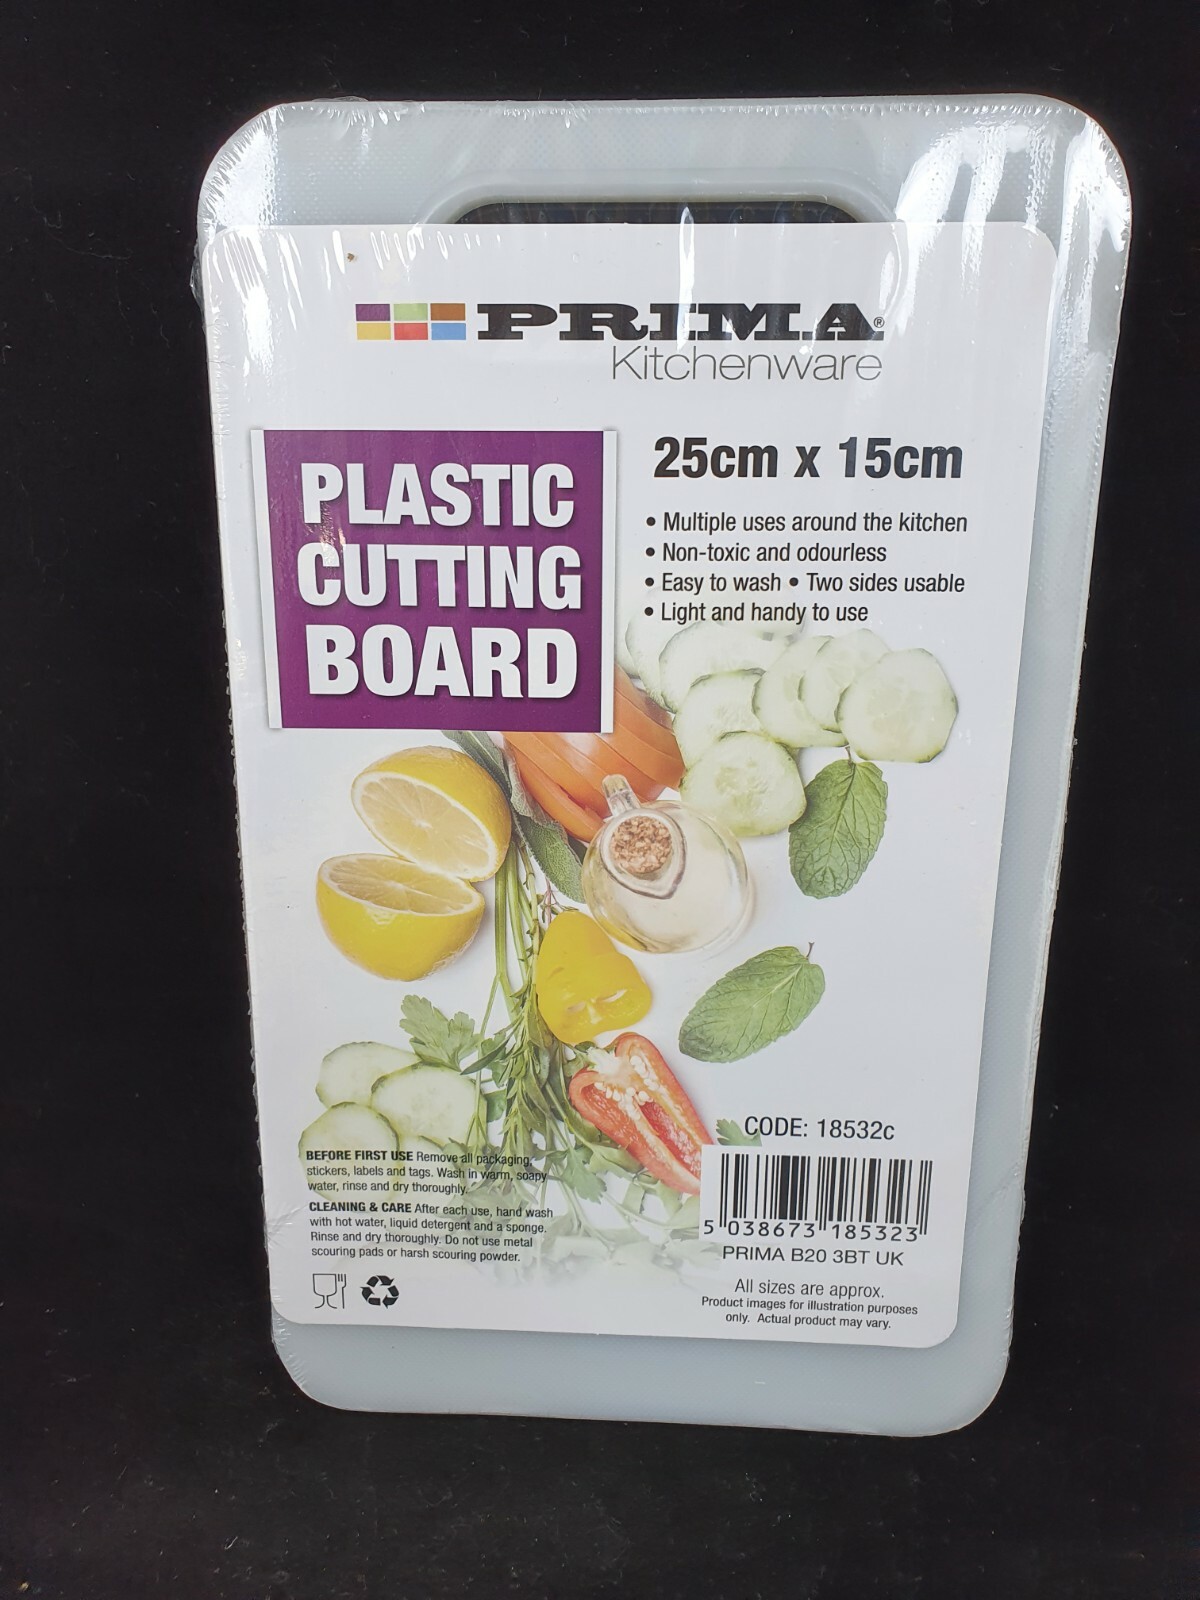 PRIMA®
Kitchenware
PLASTIC
CUTTING
BOARD
25cm x 15cm
• Multiple uses around the kitchen
• Non-toxic and odourless
• Easy to wash • Two sides usable
• Light and handy to use
CODE: 18532c
BEFORE FIRST USE Remove all packaging,
stickers, labels and tags. Wash in warm, soapy
water, rinse and dry thoroughly.
CLEANING & CARE After each use, hand wash
with hot water, liquid detergent and a sponge.
Rinse and dry thoroughly. Do not use metal
scouring pads or harsh scouring powder.
5 038673 185323
PRIMA B20 3BT UK
All sizes are approx.
Product images for illustration purposes
only. Actual product may vary.